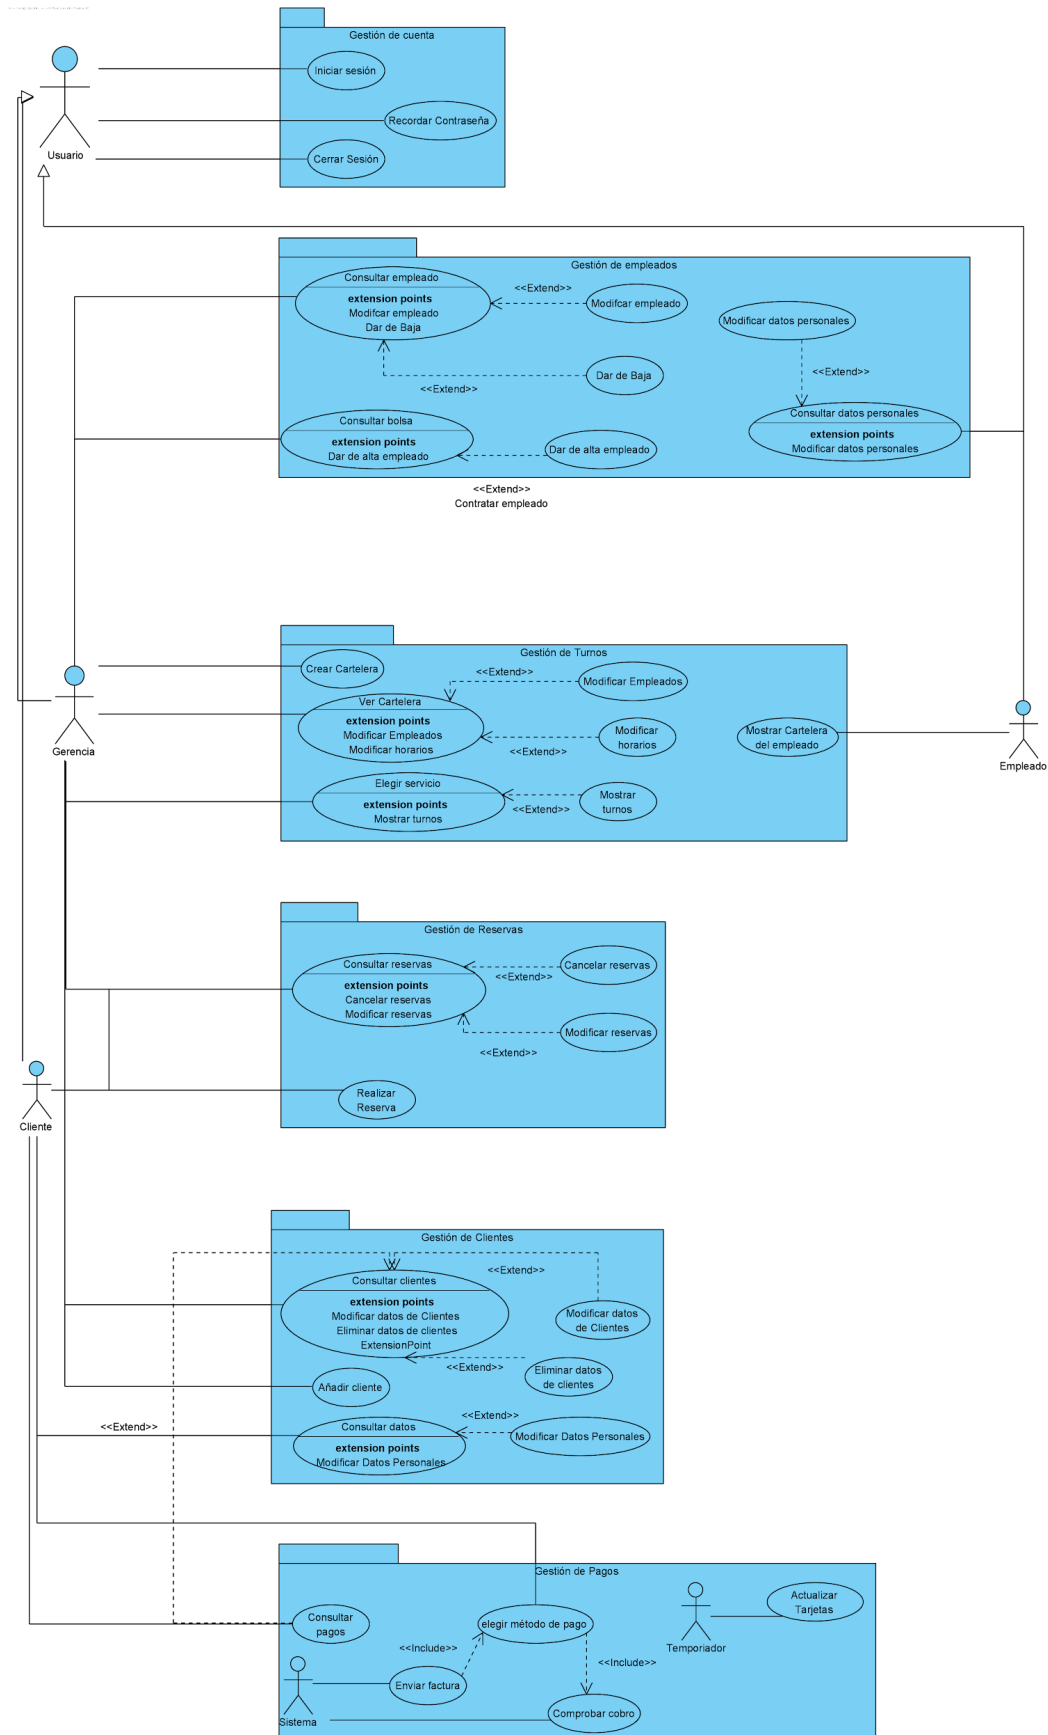 Gestión de cuenta
Iniciar sesión
Recordar Contraseña
Cerrar Sesión
Usuario
Gestión de empleados
Consultar empleado
extension points
Modifcar empleado
Dar de Baja
<<Extend>>
Modifcar empleado
Modificar datos personales
<<Extend>>
Dar de Baja
<<Extend>>
Consultar datos personales
extension points
Modificar datos personales
Consultar bolsa
extension points
Dar de alta empleado
Dar de alta empleado
<<Extend>>
Contratar empleado
Gestión de Turnos
Crear Cartelera
<<Extend>>
Modificar Empleados
Ver Cartelera
extension points
Modificar Empleados
Modificar horarios
<<Extend>>
Modificar
horarios
Mostrar Cartelera
del empleado
Gerencia
Empleado
Elegir servicio
extension points
Mostrar turnos
<<Extend>>
Mostrar
turnos
Gestión de Reservas
Consultar reservas
extension points
Cancelar reservas
Modificar reservas
<<Extend>>
Cancelar reservas
Modificar reservas
<<Extend>>
Realizar
Reserva
Cliente
Gestión de Clientes
Consultar clientes
extension points
Modificar datos de Clientes
Eliminar datos de clientes
ExtensionPoint
<<Extend>>
Modificar datos
de Clientes
<<Extend>>
Eliminar datos
de clientes
Añadir cliente
<<Extend>>
Consultar datos
extension points
Modificar Datos Personales
<<Extend>>
Modificar Datos Personales
Gestión de Pagos
Consultar
pagos
elegir método de pago
Actualizar
Tarjetas
Temporiador
<<Include>>
<<Include>>
Enviar factura
Comprobar cobro
Sistema